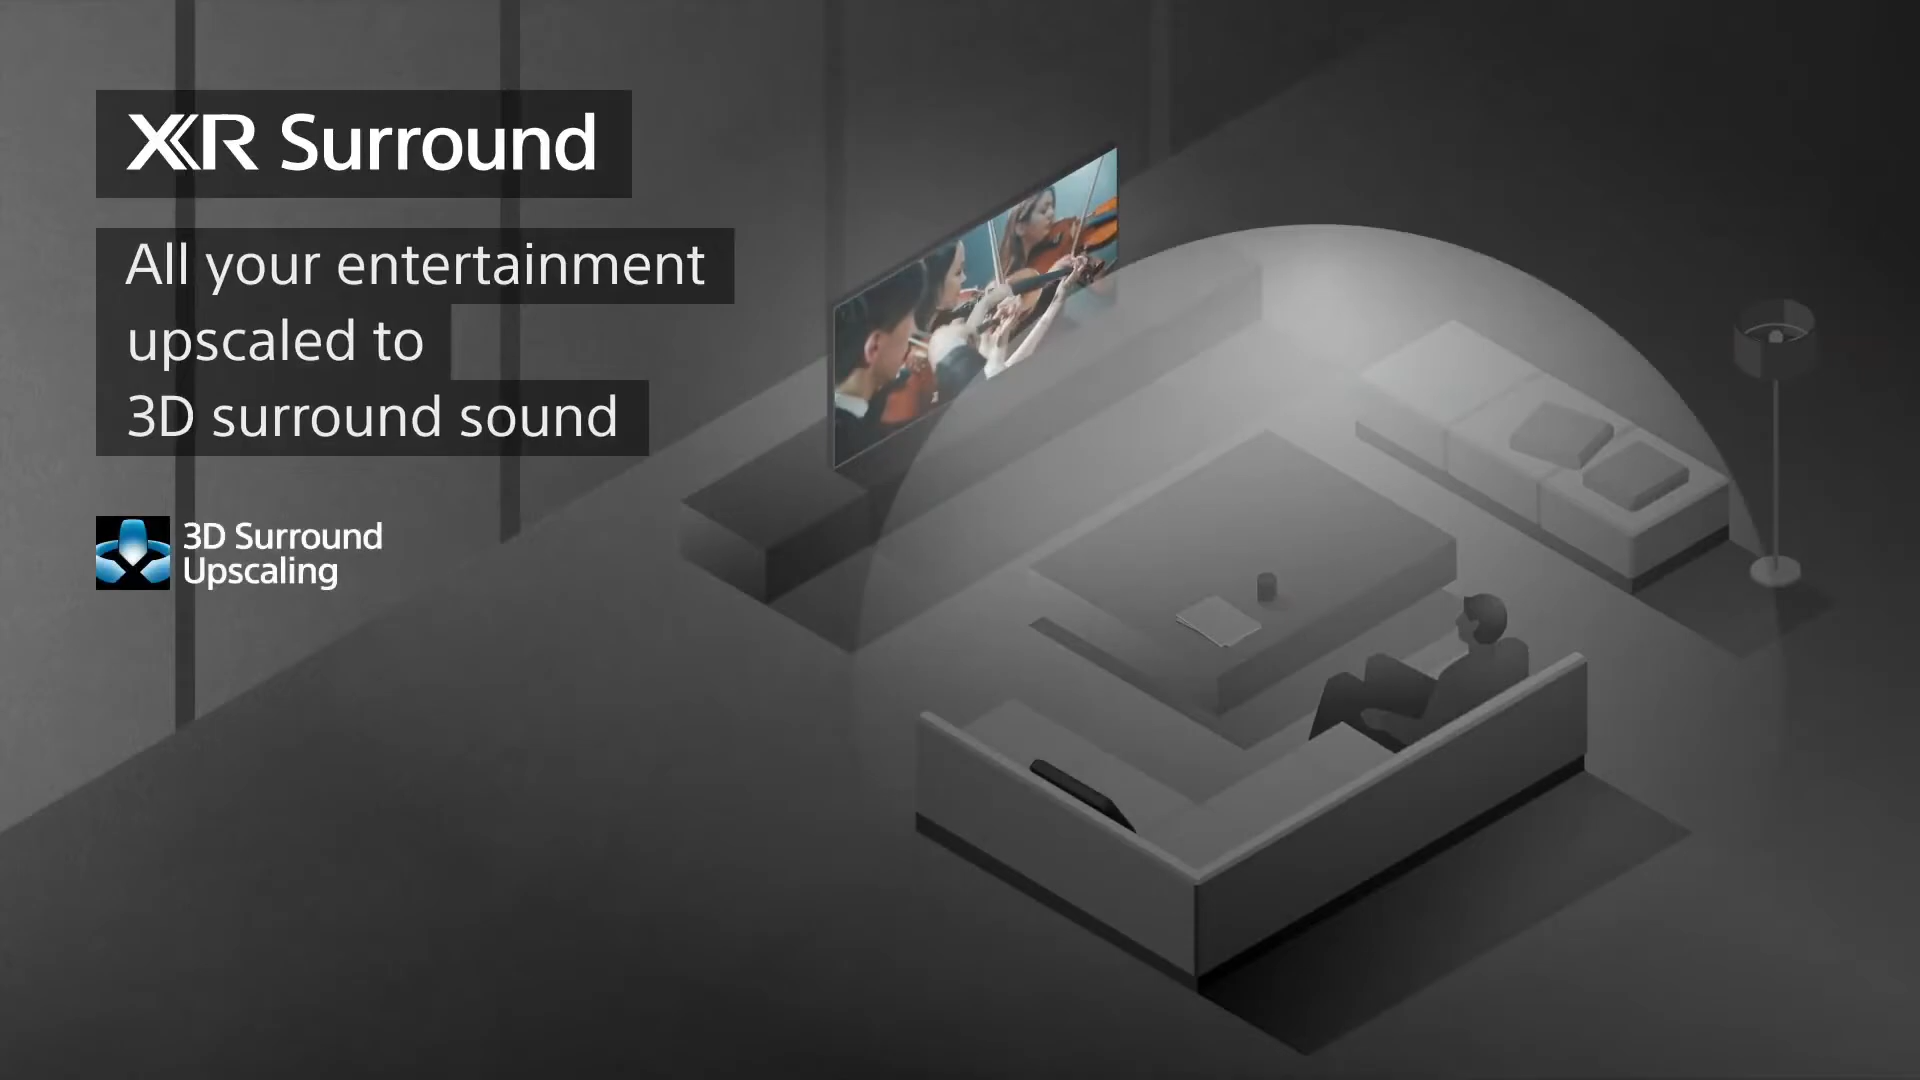 XR Surround
All your entertainment
upscaled to
3D surround sound
3D Surround
Upscaling